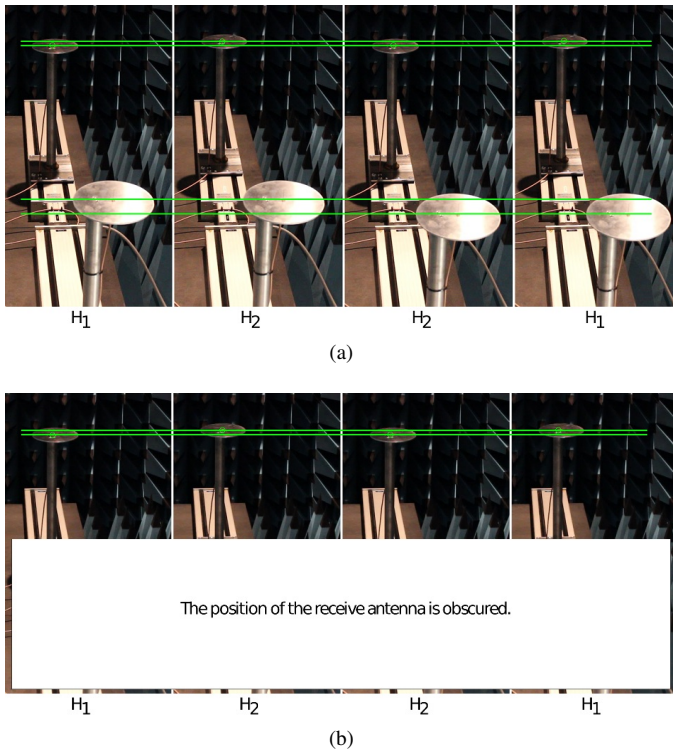 H1 H2 H2 H1
(a)
The position of the receive antenna is obscured.
H1 H2 H2 H1
(b)